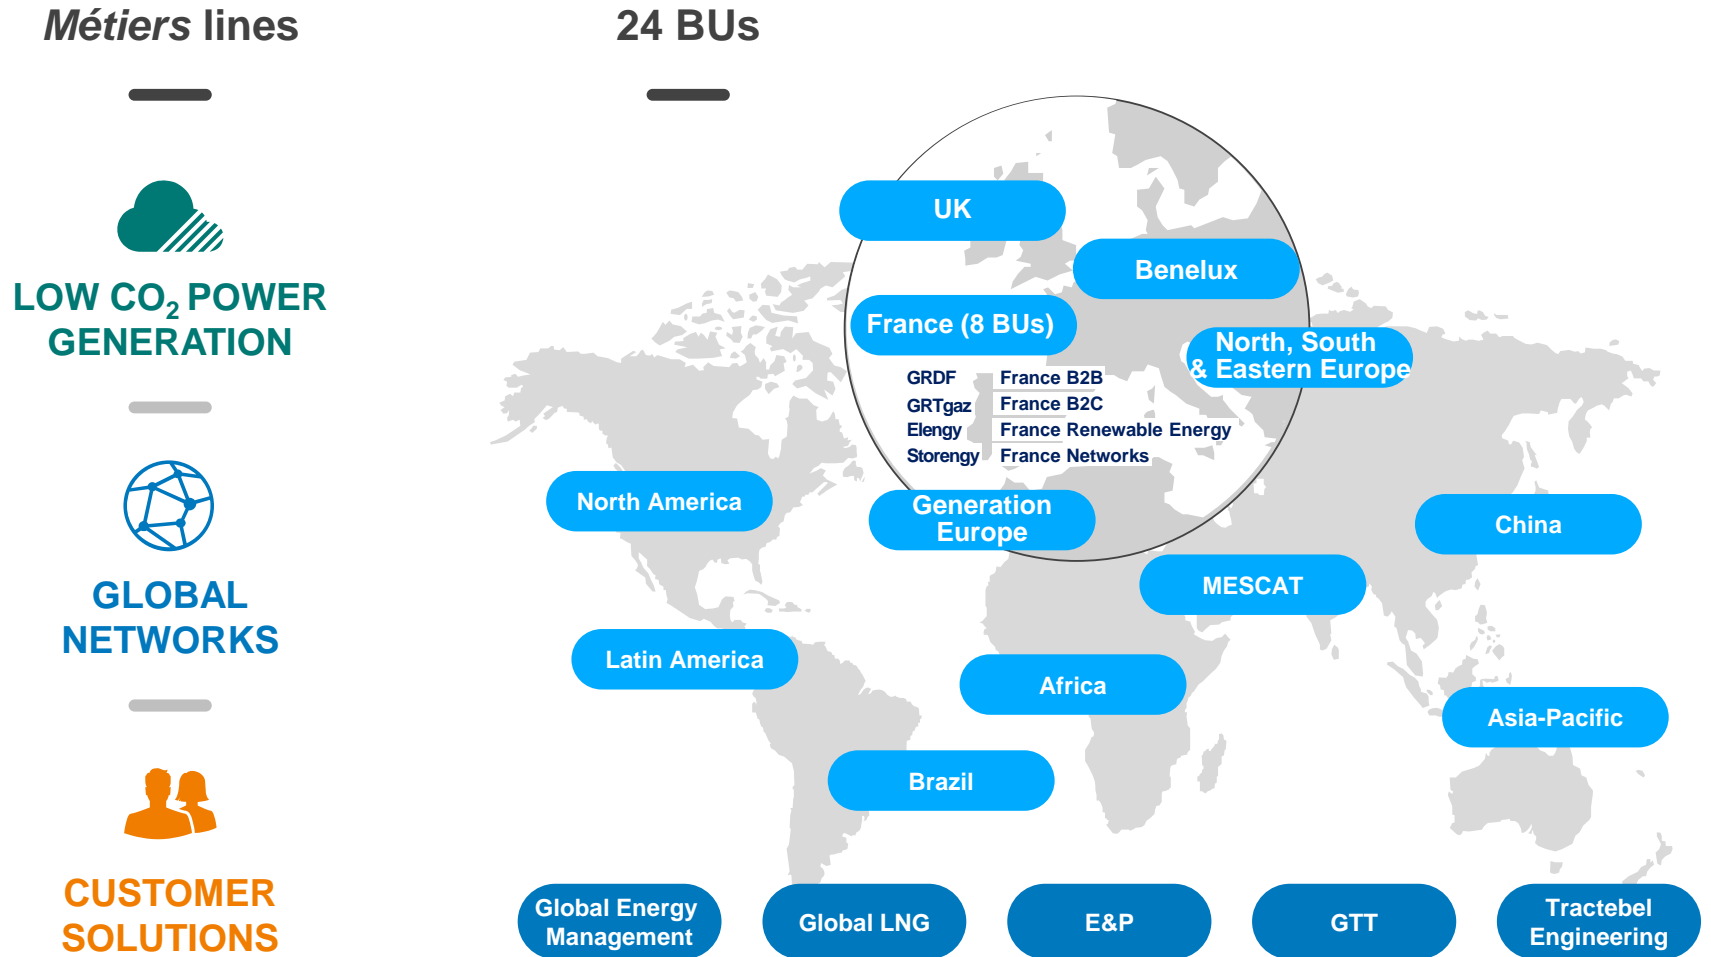 Métiers lines
LOW CO₂ POWER
GENERATION
GLOBAL
NETWORKS
CUSTOMER
SOLUTIONS
24 BUs
UK
Benelux
France (8 BUs)
North, South
& Eastern Europe
GRDF
GRTgaz
Elengy
Storengy
France B2B
France B2C
France Renewable Energy
France Networks
Generation
Europe
North America
China
MESCAT
Latin America
Africa
Asia-Pacific
Brazil
Global Energy
Management
Global LNG
E&P
GTT
Tractebel
Engineering